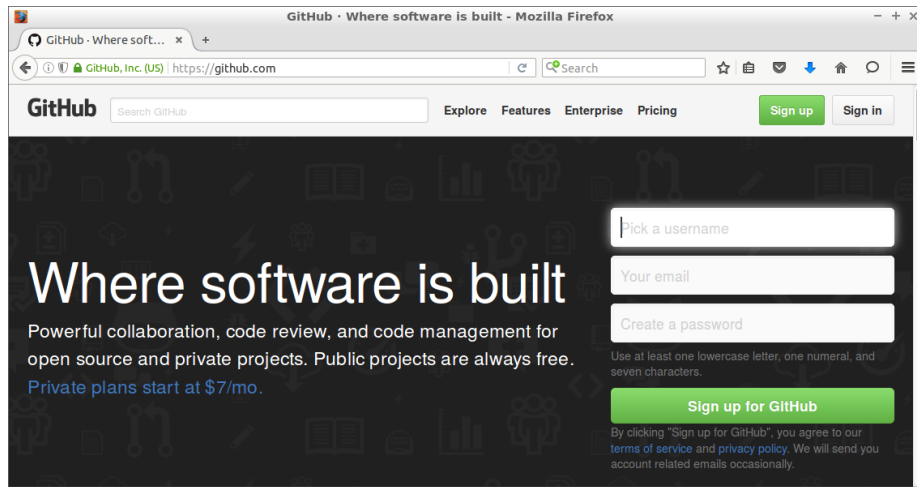 GitHub · Where software is built - Mozilla Firefox
GitHub · Where soft...
GitHub, Inc. (US) https://github.com
Search
GitHub
Search GitHub
Explore Features Enterprise Pricing
Sign up
Sign in
Where software is built
Powerful collaboration, code review, and code management for
open source and private projects. Public projects are always free.
Private plans start at $7/mo.
Pick a username
Your email
Create a password
Use at least one lowercase letter, one numeral, and
seven characters.
Sign up for GitHub
By clicking "Sign up for GitHub", you agree to our
terms of service and privacy policy. We will send you
account related emails occasionally.